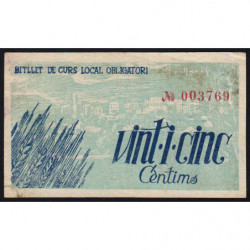 BITLLET DE CURS LOCAL OBLIGATORI
№ 003769
VINT-I-CINC
Cèntims